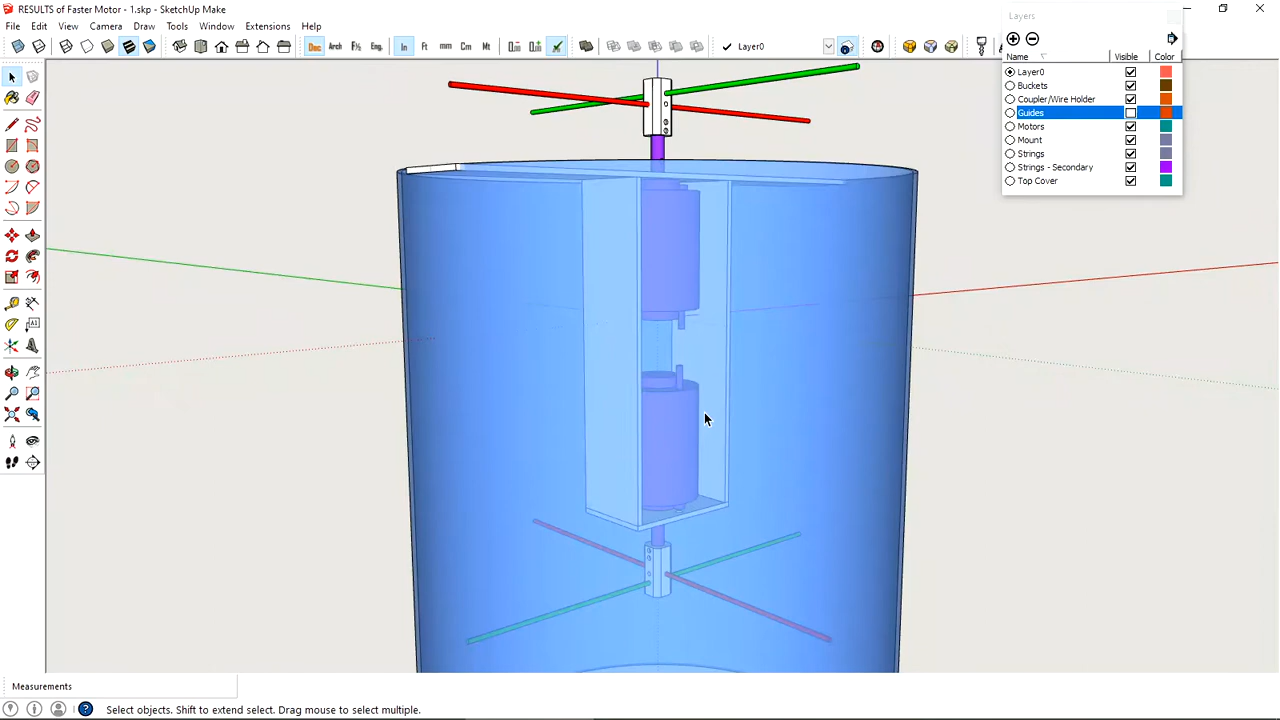 RESULTS of Faster Motor - 1.skp - SketchUp Make
File Edit View Camera Draw Tools Window Extensions Help
Layers
Layer0
Name Visible Color
Layer0
Buckets
Coupler/Wire Holder
Guides
Motors
Mount
Strings
Strings - Secondary
Top Cover
Measurements
Select objects. Shift to extend select. Drag mouse to select multiple.